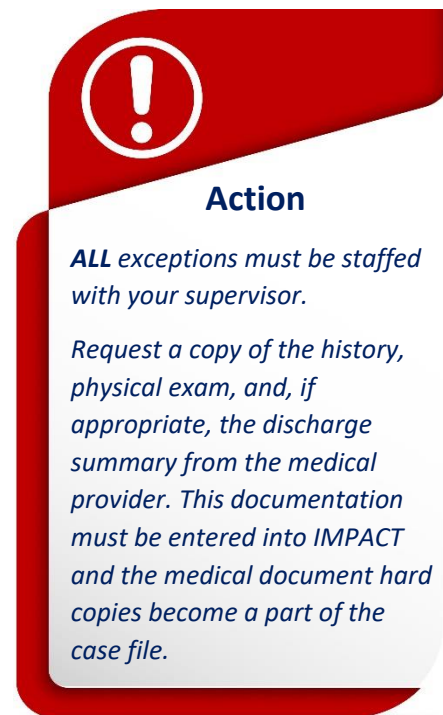 Action
ALL exceptions must be staffed
with your supervisor.
Request a copy of the history,
physical exam, and, if
appropriate, the discharge
summary from the medical
provider. This documentation
must be entered into IMPACT
and the medical document hard
copies become a part of the
case file.